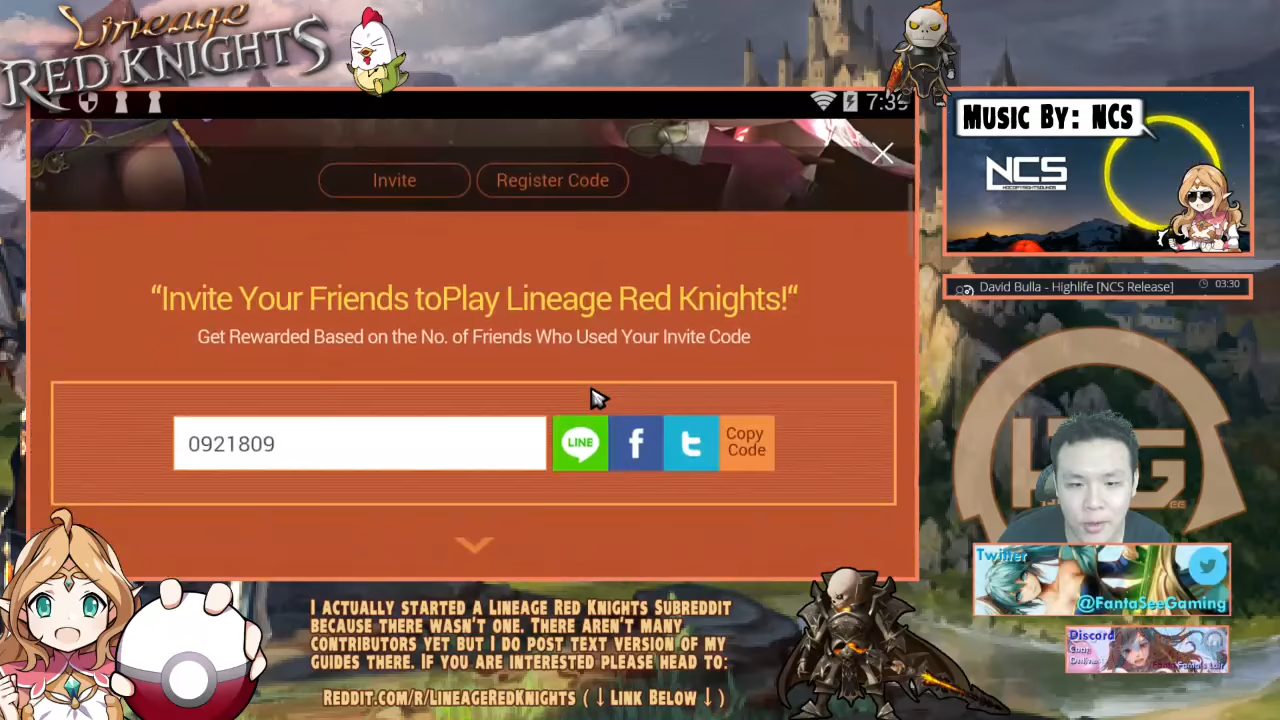 Lineage
RED KNIGHTS
7:39
MUSIC BY: NCS
NCS
NOCOPYRIGHTSOUNDS
Invite
Register Code
David Bulla - Highlife [NCS Release]
03:30
“Invite Your Friends toPlay Lineage Red Knights!“
Get Rewarded Based on the No. of Friends Who Used Your Invite Code
0921809
LINE
f
t
Copy
Code
Twitter
@FantaSeeGaming
I ACTUALLY STARTED A LINEAGE RED KNIGHTS SUBREDDIT
BECAUSE THERE WASN'T ONE. THERE AREN'T MANY
CONTRIBUTORS YET BUT I DO POST TEXT VERSION OF MY
GUIDES THERE. IF YOU ARE INTERESTED PLEASE HEAD TO:
REDDIT.COM/R/LINEAGEREDKNIGHTS (↓LINK BELOW↓)
Discord